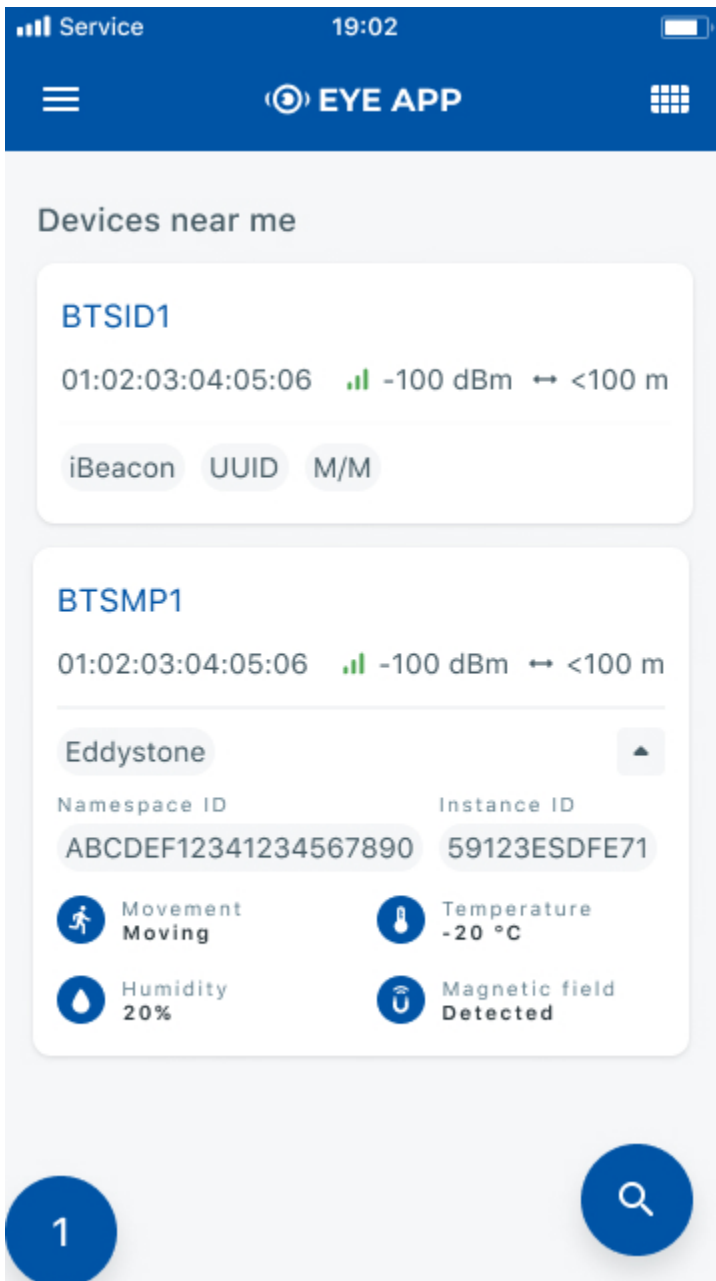 Service 19:02
EYE APP
Devices near me
BTSID1
01:02:03:04:05:06 -100 dBm ↔ <100 m
iBeacon UUID M/M
BTSMP1
01:02:03:04:05:06 -100 dBm ↔ <100 m
Eddystone
Namespace ID Instance ID
ABCDEF12341234567890 59123ESDFE71
Movement Temperature
Moving -20 °C
Humidity Magnetic field
20% Detected
1